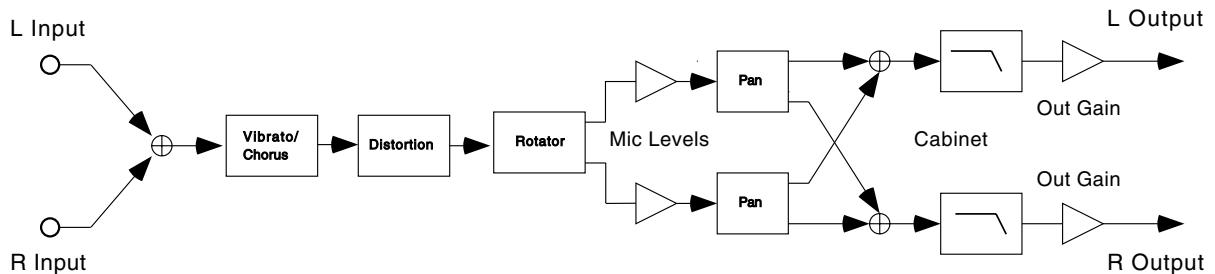 L Input
L Output
Pan
Out Gain
Vibrato/
Chorus
Distortion
Rotator
Mic Levels
Cabinet
Out Gain
Pan
R Input
R Output